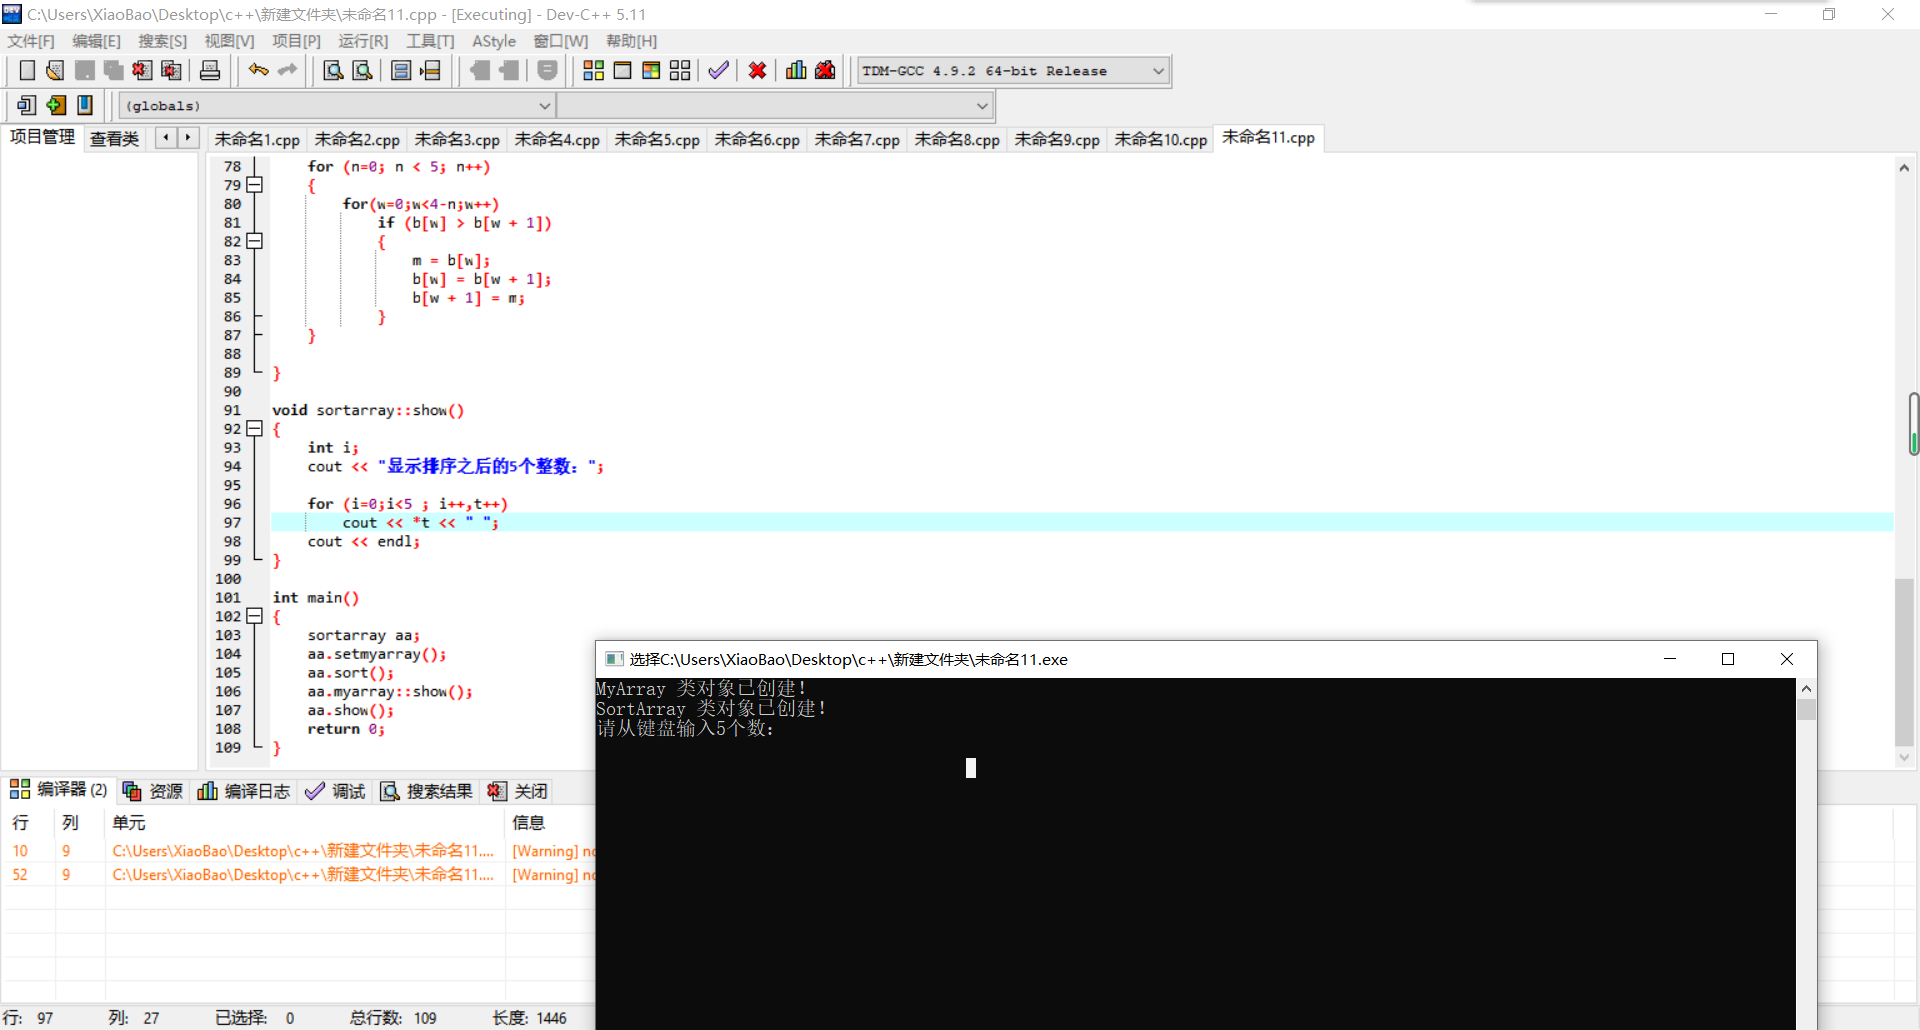 C:\Users\XiaoBao\Desktop\c++\新建文件夹\未命名11.cpp - [Executing] - Dev-C++ 5.11
文件[F] 编辑[E] 搜索[S] 视图[V] 项目[P] 运行[R] 工具[T] AStyle 窗口[W] 帮助[H]
TDM-GCC 4.9.2 64-bit Release
(globals)
项目管理 查看类 未命名1.cpp 未命名2.cpp 未命名3.cpp 未命名4.cpp 未命名5.cpp 未命名6.cpp 未命名7.cpp 未命名8.cpp 未命名9.cpp 未命名10.cpp 未命名11.cpp
78 for (n=0; n < 5; n++)
79 {
80 for(w=0;w<4-n;w++)
81 if (b[w] > b[w + 1])
82 {
83 m = b[w];
84 b[w] = b[w + 1];
85 b[w + 1] = m;
86 }
87 }
88
89 }
90
91 void sortarray::show()
92 {
93 int i;
94 cout << "显示排序之后的5个整数：";
95
96 for (i=0;i<5 ; i++,t++)
97 cout << *t << " ";
98 cout << endl;
99 }
100
101 int main()
102 {
103 sortarray aa;
104 aa.setmyarray();
105 aa.sort();
106 aa.myarray::show();
107 aa.show();
108 return 0;
109 }
选择C:\Users\XiaoBao\Desktop\c++\新建文件夹\未命名11.exe
MyArray 类对象已创建!
SortArray 类对象已创建!
请从键盘输入5个数:
编译器 (2) 资源 编译日志 调试 搜索结果 关闭
行 列 单元 信息
10 9 C:\Users\XiaoBao\Desktop\c++\新建文件夹\未命名11.... [Warning]
52 9 C:\Users\XiaoBao\Desktop\c++\新建文件夹\未命名11.... [Warning]
行: 97 列: 27 已选择: 0 总行数: 109 长度: 1446